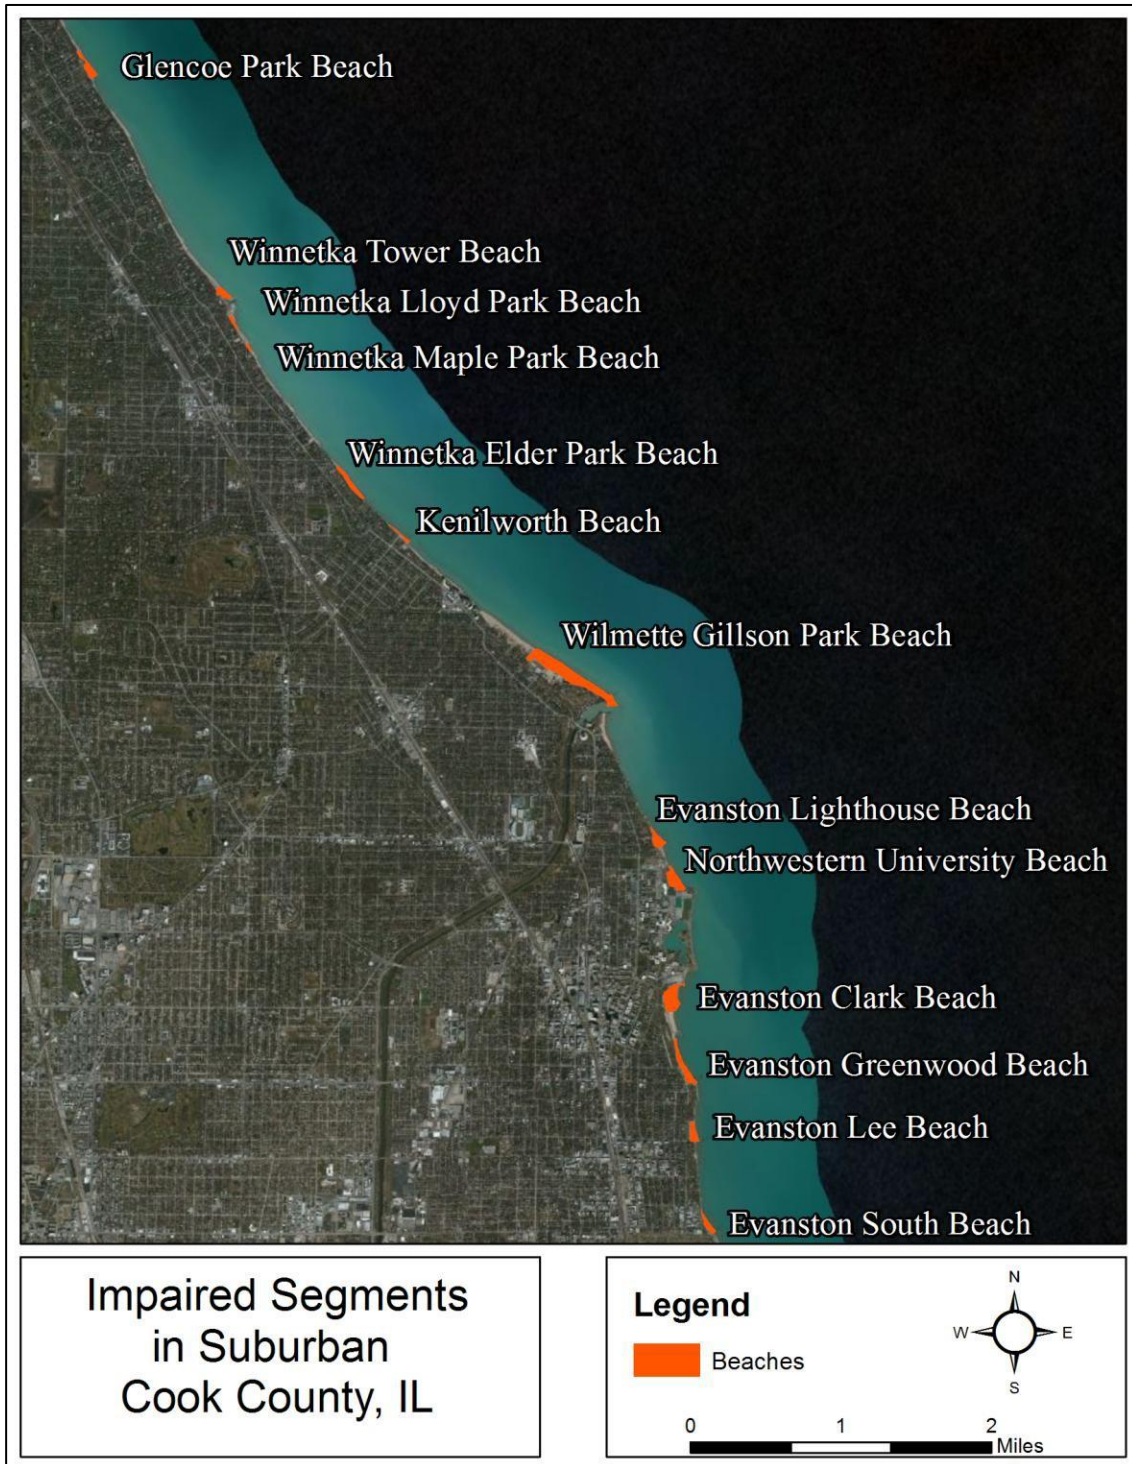 Glencoe Park Beach
Winnetka Tower Beach
Winnetka Lloyd Park Beach
Winnetka Maple Park Beach
Winnetka Elder Park Beach
Kenilworth Beach
Wilmette Gillson Park Beach
Evanston Lighthouse Beach
Northwestern University Beach
Evanston Clark Beach
Evanston Greenwood Beach
Evanston Lee Beach
Evanston South Beach
Impaired Segments
in Suburban
Cook County, IL
Legend
Beaches
N
W E
S
0 1 2
Miles